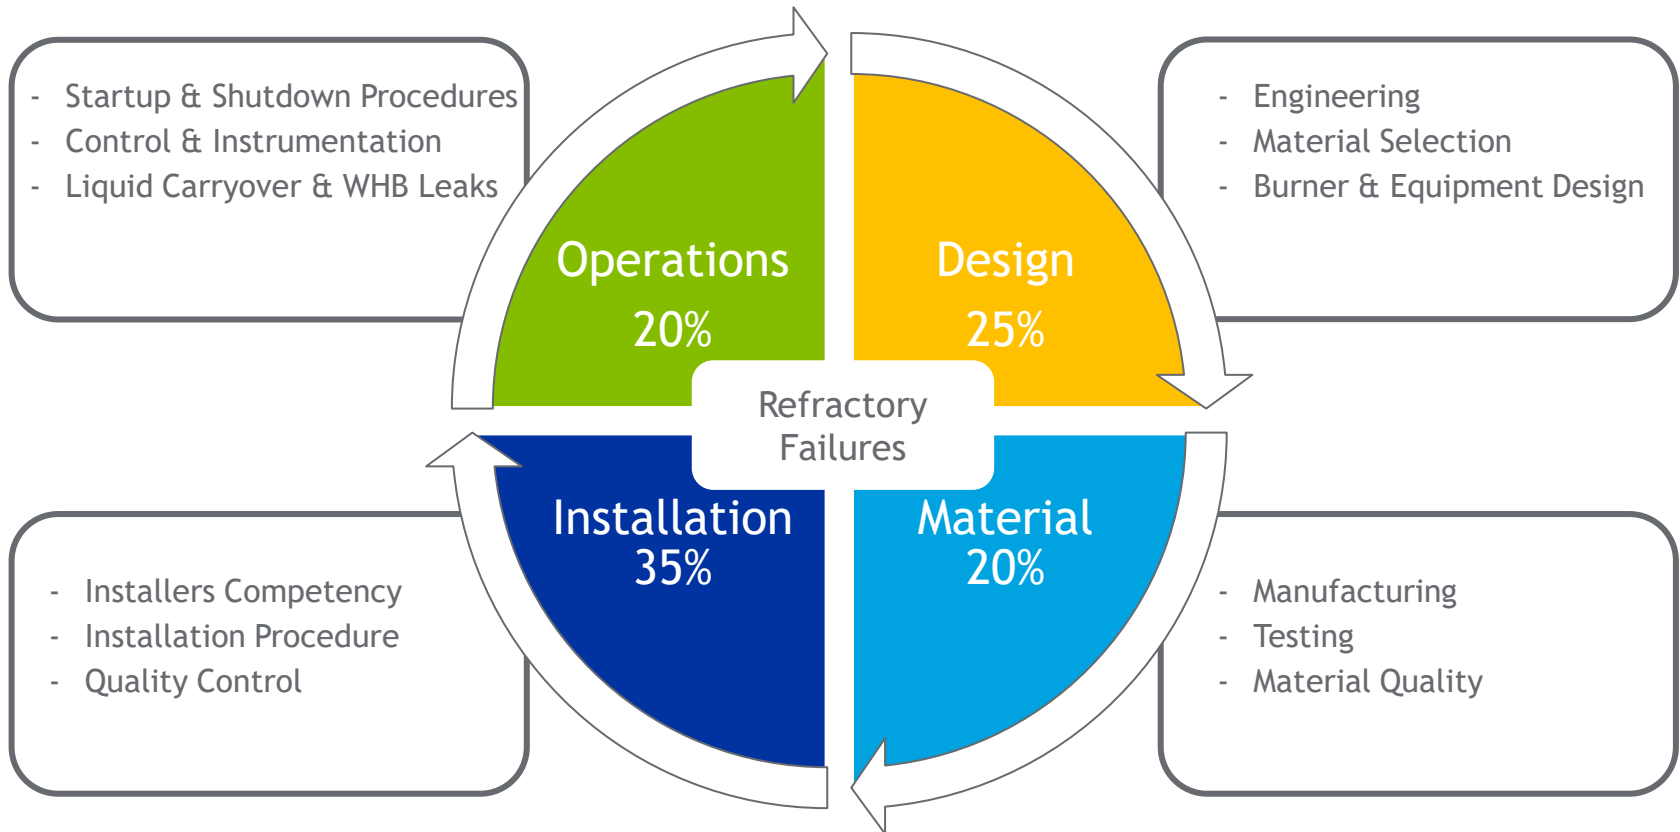 - Startup & Shutdown Procedures
- Control & Instrumentation
- Liquid Carryover & WHB Leaks
Operations
20%
Design
25%
- Engineering
- Material Selection
- Burner & Equipment Design
Refractory
Failures
- Installers Competency
- Installation Procedure
- Quality Control
Installation
35%
Material
20%
- Manufacturing
- Testing
- Material Quality